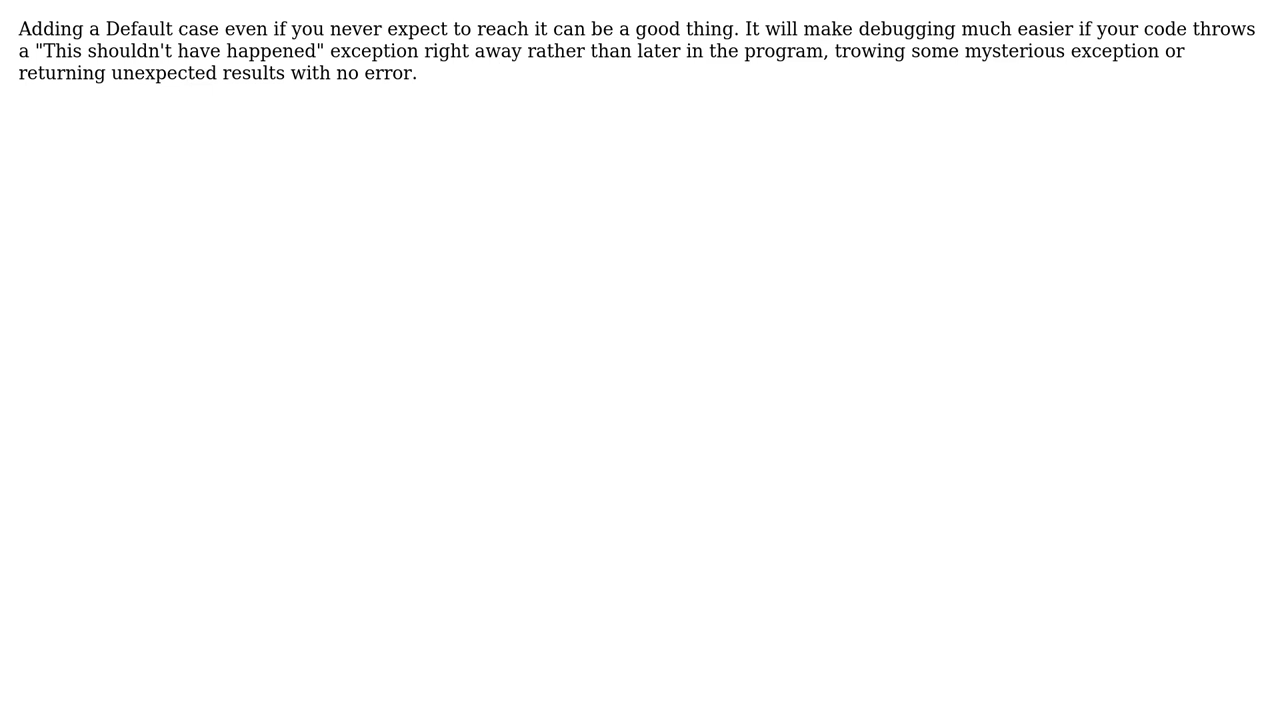 Adding a Default case even if you never expect to reach it can be a good thing. It will make debugging much easier if your code throws
a "This shouldn't have happened" exception right away rather than later in the program, trowing some mysterious exception or
returning unexpected results with no error.